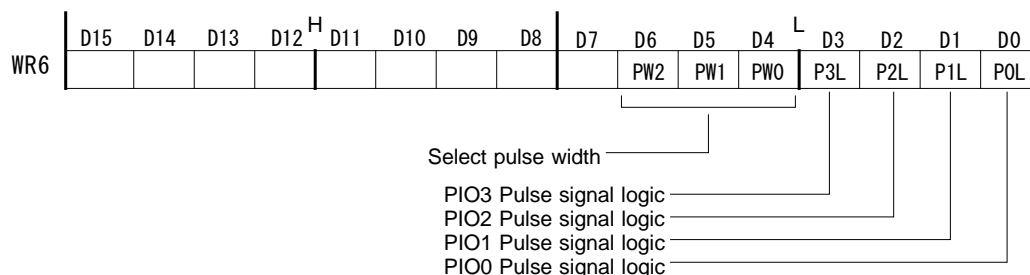 H L
D15 D14 D13 D12 D11 D10 D9 D8 D7 D6 D5 D4 D3 D2 D1 D0
WR6 PW2 PW1 PW0 P3L P2L P1L P0L
Select pulse width
PIO3 Pulse signal logic
PIO2 Pulse signal logic
PIO1 Pulse signal logic
PIO0 Pulse signal logic